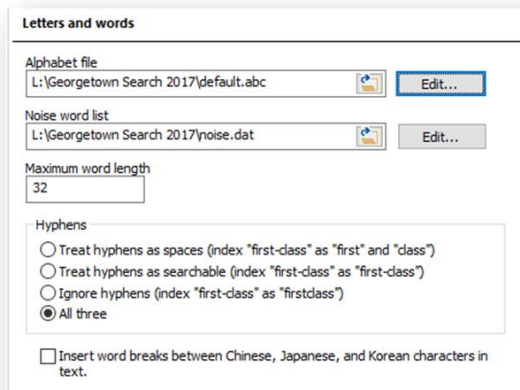 Letters and words
Alphabet file
L:\Georgetown Search 2017\default.abc
Edit...
Noise word list
L:\Georgetown Search 2017\noise.dat
Edit...
Maximum word length
32
Hyphens
Treat hyphens as spaces (index "first-class" as "first" and "class")
Treat hyphens as searchable (index "first-class" as "first-class")
Ignore hyphens (index "first-class" as "firstclass")
All three
Insert word breaks between Chinese, Japanese, and Korean characters in
text.